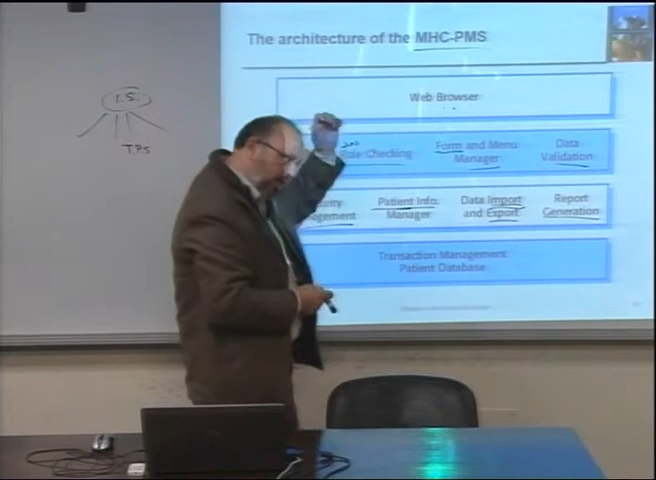 The architecture of the MHC-PMS
I.S.
T.P.S
Web Browser
Role Checking
Form and Menu
Manager
Data
Validation
Management
Patient Info.
Manager
Data Import
and Export
Report
Generation
Transaction Management
Patient Database